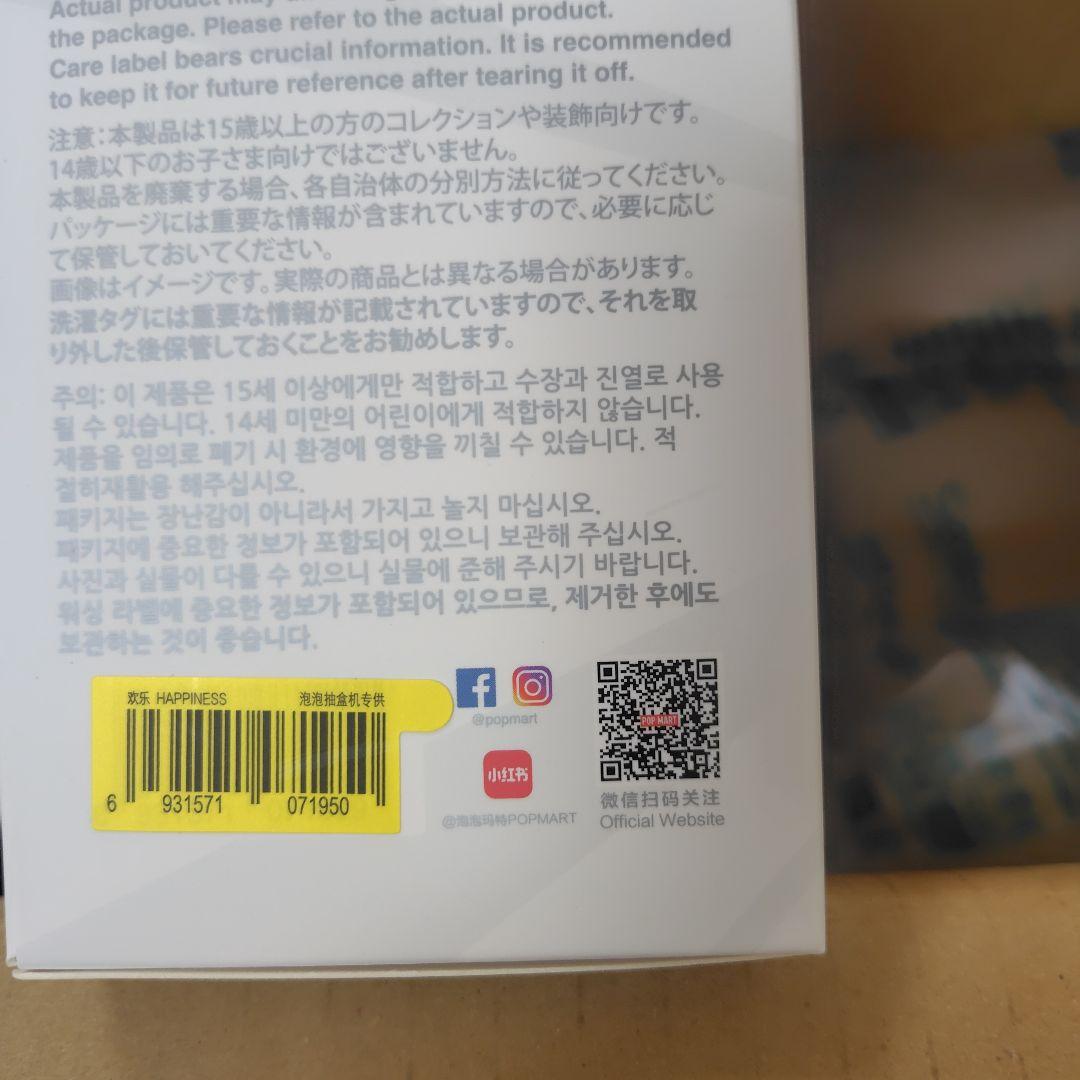 Actual product may
the package. Please refer to the actual product.
Care label bears crucial information. It is recommended
to keep it for future reference after tearing it off.
注意:本製品は15歳以上の方のコレクションや装飾向けです。
14歳以下のお子さま向けではございません。
本製品を廃棄する場合、各自治体の分別方法に従ってください。
パッケージには重要な情報が含まれていますので、必要に応じ
て保管しておいてください。
画像はイメージです。実際の商品とは異なる場合があります。
洗濯タグには重要な情報が記載されていますので、それを取
り外した後保管しておくことをお勧めします。
주의: 이 제품은 15세 이상에게만 적합하고 수장과 진열로 사용
될 수 있습니다. 14세 미만의 어린이에게 적합하지 않습니다.
제품을 임의로 폐기 시 환경에 영향을 끼칠 수 있습니다. 적
절히재활용 해주십시오.
패키지는 장난감이 아니라서 가지고 놀지 마십시오.
패키지에 중요한 정보가 포함되어 있으니 보관해 주십시오.
사진과 실물이 다를 수 있으니 실물에 준해 주시기 바랍니다.
워싱 라벨에 중요한 정보가 포함되어 있으므로, 제거한 후에도
보관하는 것이 좋습니다.
欢乐 HAPPINESS 泡泡抽盒机专供
6 931571 071950
@popmart
小红书
@泡泡玛特POPMART
POP MART
微信扫码关注
Official Website